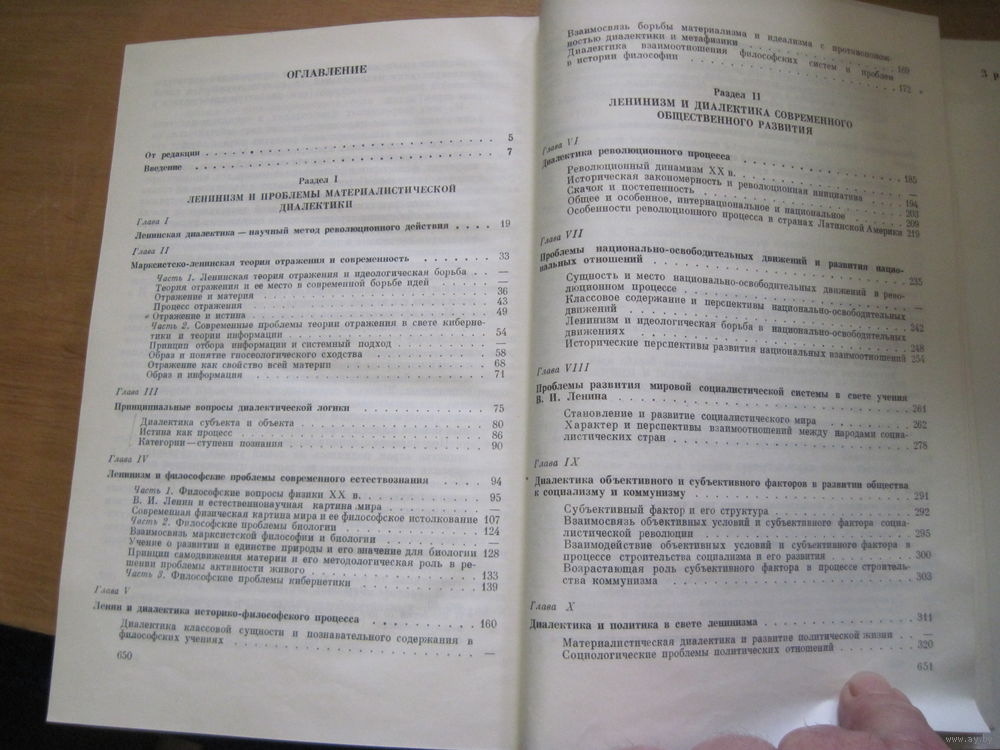 ОГЛАВЛЕНИЕ
От редакции . . . . . . . . . . . . . . . . . . . . 5
Введение . . . . . . . . . . . . . . . . . . . . 7
Раздел I
ЛЕНИНИЗМ И ПРОБЛЕМЫ МАТЕРИАЛИСТИЧЕСКОЙ
ДИАЛЕКТИКИ
Глава I
Ленинская диалектика — научный метод революционного действия . . . . 19
Глава II
Марксистско-ленинская теория отражения и современность . . . . . . . 33
Часть 1. Ленинская теория отражения и идеологическая борьба . —
Теория отражения и ее место в современной борьбе идей . . . . —
Отражение и материя . . . . . . . . . . 36
Процесс отражения . . . . . . . . . . 43
Отражение и истина . . . . . . . . . . 49
Часть 2. Современные проблемы теории отражения в свете киберне-
тики и теории информации . . . . . . . . . . 54
Принцип отбора информации и системный подход . . . . —
Образ и понятие гносеологического сходства . . . . 58
Отражение как свойство всей материи . . . . 68
Образ и информация . . . . . . . . . . 71
Глава III
Принципиальные вопросы диалектической логики . . . . . . . 75
Диалектика субъекта и объекта . . . . . . . . 80
Истина как процесс . . . . . . . . . . 86
Категории — ступени познания . . . . . . . . 90
Глава IV
Ленинизм и философские проблемы современного естествознания . . . . 94
Часть 1. Философские вопросы физики XX в. . . . . . . 95
В. И. Ленин и естественнонаучная картина мира . . . . —
Современная физическая картина мира и ее философское истолкование 107
Часть 2. Философские проблемы биологии . . . . . . 124
Взаимосвязь марксистской философии и биологии . . . . —
Учение о развитии и единстве природы и его значение для биологии 128
Принцип самодвижения материи и его методологическая роль в ре-
шении проблемы активности живого . . . . . . 133
Часть 3. Философские проблемы кибернетики . . . . . 139
Глава V
Ленин и диалектика историко-философского процесса . . . . . . 160
Диалектика классовой сущности и познавательного содержания в
философских учениях . . . . . . . . . . —
650
Взаимосвязь борьбы материализма и идеализма с противополож-
ностью диалектики и метафизики . . . . . . . . 169
Диалектика взаимоотношения философских систем и проблем
в истории философии . . . . . . . . . . 172
Раздел II
ЛЕНИНИЗМ И ДИАЛЕКТИКА СОВРЕМЕННОГО
ОБЩЕСТВЕННОГО РАЗВИТИЯ
Глава VI
Диалектика революционного процесса . . . . . . . . . . 185
Революционный динамизм XX в. . . . . . . . . . .
Историческая закономерность и революционная инициатива . . . 194
Скачок и постепенность . . . . . . . . . . 203
Общее и особенное, интернациональное и национальное . . . . 209
Особенности революционного процесса в странах Латинской Америки 219
Глава VII
Проблемы национально-освободительных движений и развития нацио-
нальных отношений . . . . . . . . . . 235
Сущность и место национально-освободительных движений в рево-
люционном процессе . . . . . . . . . . —
Классовое содержание и перспективы национально-освободительных
движений . . . . . . . . . . 242
Ленинизм и идеологическая борьба в национально-освободительных
движениях . . . . . . . . . . 248
Исторические перспективы развития национальных взаимоотношений 254
Глава VIII
Проблемы развития мировой социалистической системы в свете учения
В. И. Ленина . . . . . . . . . . 261
Становление и развитие социалистического мира . . . . . 262
Характер и перспективы взаимоотношений между народами социа-
листических стран . . . . . . . . . . 278
Глава IX
Диалектика объективного и субъективного факторов в развитии общества
к социализму и коммунизму . . . . . . . . . . 291
Субъективный фактор и его структура . . . . . . . 292
Взаимосвязь объективных условий и субъективного фактора социа-
листической революции . . . . . . . . . . 295
Взаимодействие объективных условий и субъективного фактора в
процессе строительства социализма и его развития . . . . 300
Возрастающая роль субъективного фактора в процессе строитель-
ства коммунизма . . . . . . . . . . 303
Глава X
Диалектика и политика в свете ленинизма . . . . . . . . 311
Материалистическая диалектика и развитие политической жизни . —
Социологические проблемы политических отношений . . . . 320
651
З р
www.ay.by